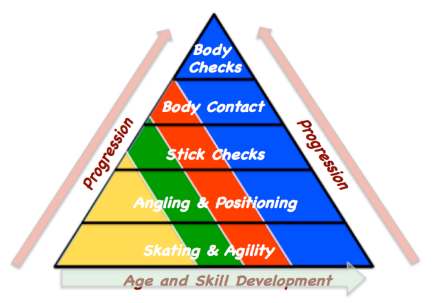 Body
Checks
Body Contact
Progression
Progression
Stick Checks
Angling & Positioning
Skating & Agility
Age and Skill Development